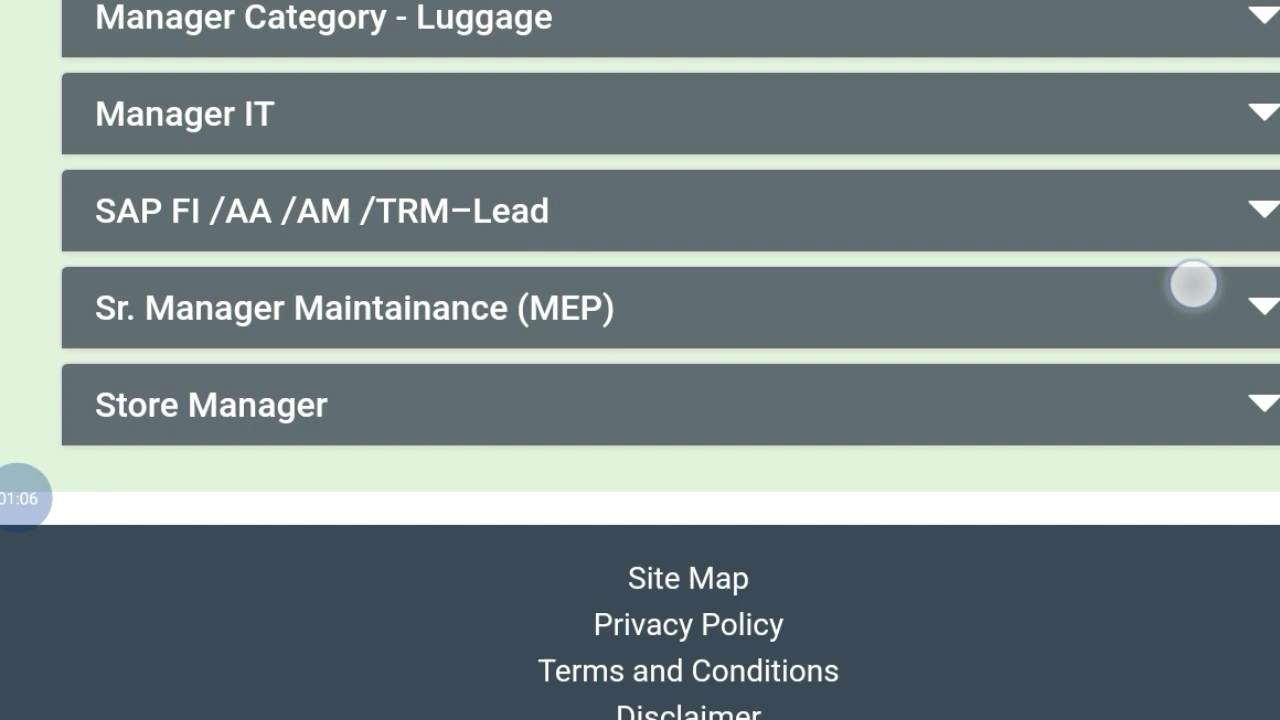 Manager Category - Luggage
Manager IT
SAP FI /AA /AM /TRM–Lead
Sr. Manager Maintainance (MEP)
Store Manager
01:06
Site Map
Privacy Policy
Terms and Conditions
Disclaimer